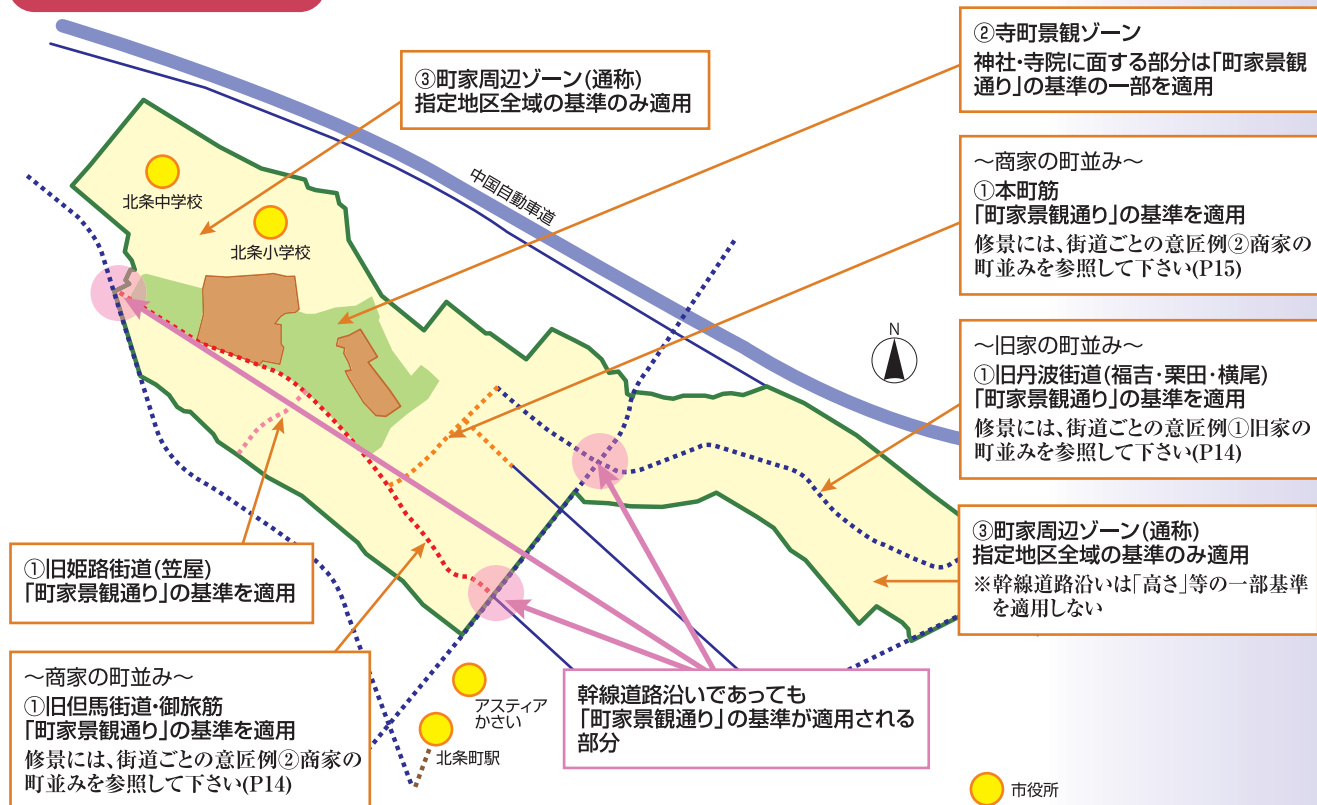 ②寺町景観ゾーン
神社・寺院に面する部分は「町家景観
通り」の基準の一部を適用
③町家周辺ゾーン(通称)
指定地区全域の基準のみ適用
中国自動車道
～商家の町並み～
①本町筋
「町家景観通り」の基準を適用
修景には、街道ごとの意匠例②商家の
町並みを参照して下さい(P15)
北条中学校
北条小学校
N
～旧家の町並み～
①旧丹波街道(福吉・栗田・横尾)
「町家景観通り」の基準を適用
修景には、街道ごとの意匠例①旧家の
町並みを参照して下さい(P14)
③町家周辺ゾーン(通称)
指定地区全域の基準のみ適用
※幹線道路沿いは「高さ」等の一部基準
を適用しない
①旧姫路街道(笠屋)
「町家景観通り」の基準を適用
～商家の町並み～
①旧但馬街道・御旅筋
「町家景観通り」の基準を適用
修景には、街道ごとの意匠例②商家の
町並みを参照して下さい(P14)
アスティア
かさい
北条町駅
幹線道路沿いであっても
「町家景観通り」の基準が適用される
部分
市役所